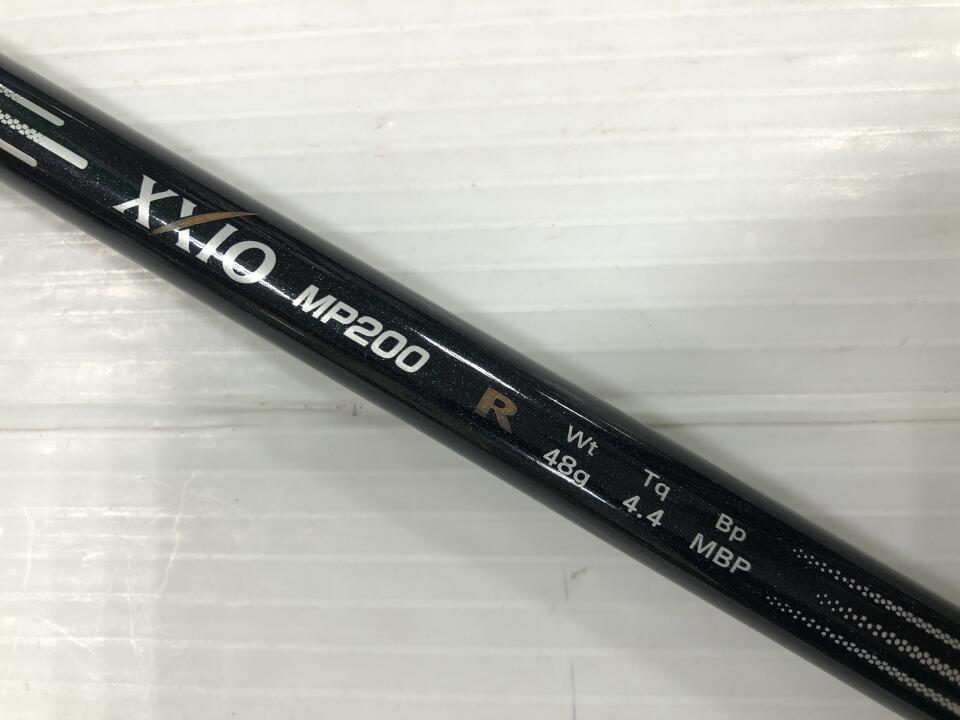 XXIO MP200 R
Wt Tq Bp
48g 4.4 MBP